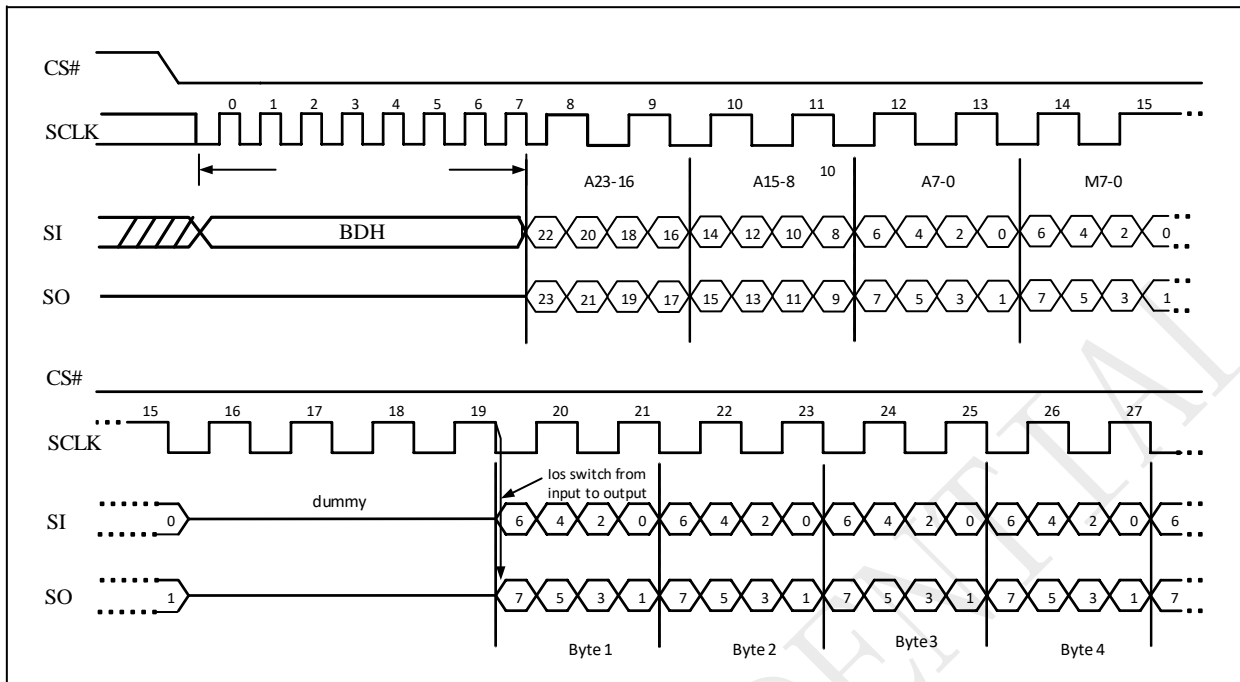 CS#
0 1 2 3 4 5 6 7 8 9 10 11 12 13 14 15
SCLK
A23-16 A15-8 10 A7-0 M7-0
SI BDH 22 20 18 16 14 12 10 8 6 4 2 0 6 4 2 0
SO 23 21 19 17 15 13 11 9 7 5 3 1 7 5 3 1
CS#
15 16 17 18 19 20 21 22 23 24 25 26 27
SCLK
Ios switch from
input to output
dummy
SI 0 6 4 2 0 6 4 2 0 6 4 2 0 6 4 2 0 6
SO 1 7 5 3 1 7 5 3 1 7 5 3 1 7 5 3 1 7
Byte 1 Byte 2 Byte 3 Byte 4
ENTIAL